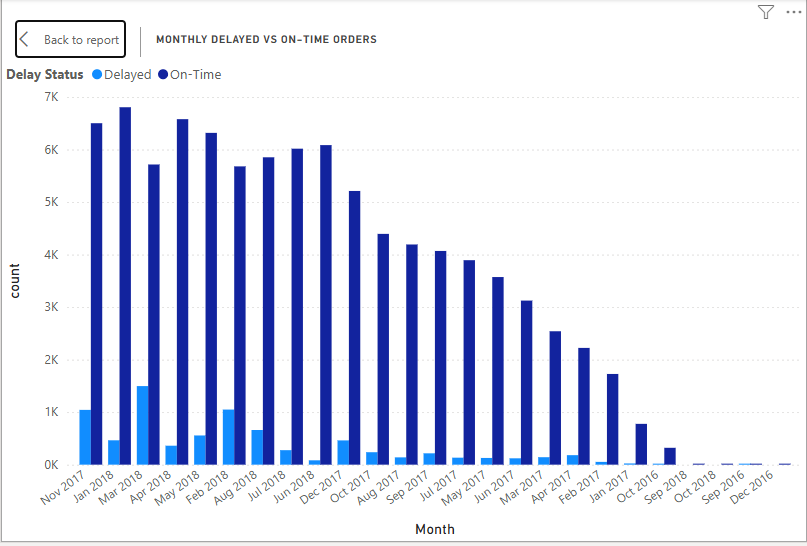 Back to report
MONTHLY DELAYED VS ON-TIME ORDERS
Delay Status Delayed On-Time
7K
6K
5K
4K
3K
2K
1K
0K
count
Nov 2017 Jan 2018 Mar 2018 Apr 2018 May 2018 Feb 2018 Aug 2018 Jul 2018 Jun 2018 Dec 2017 Oct 2017 Aug 2017 Sep 2017 Jul 2017 May 2017 Jun 2017 Mar 2017 Apr 2017 Feb 2017 Jan 2017 Oct 2016 Sep 2018 Oct 2018 Sep 2016 Dec 2016
Month